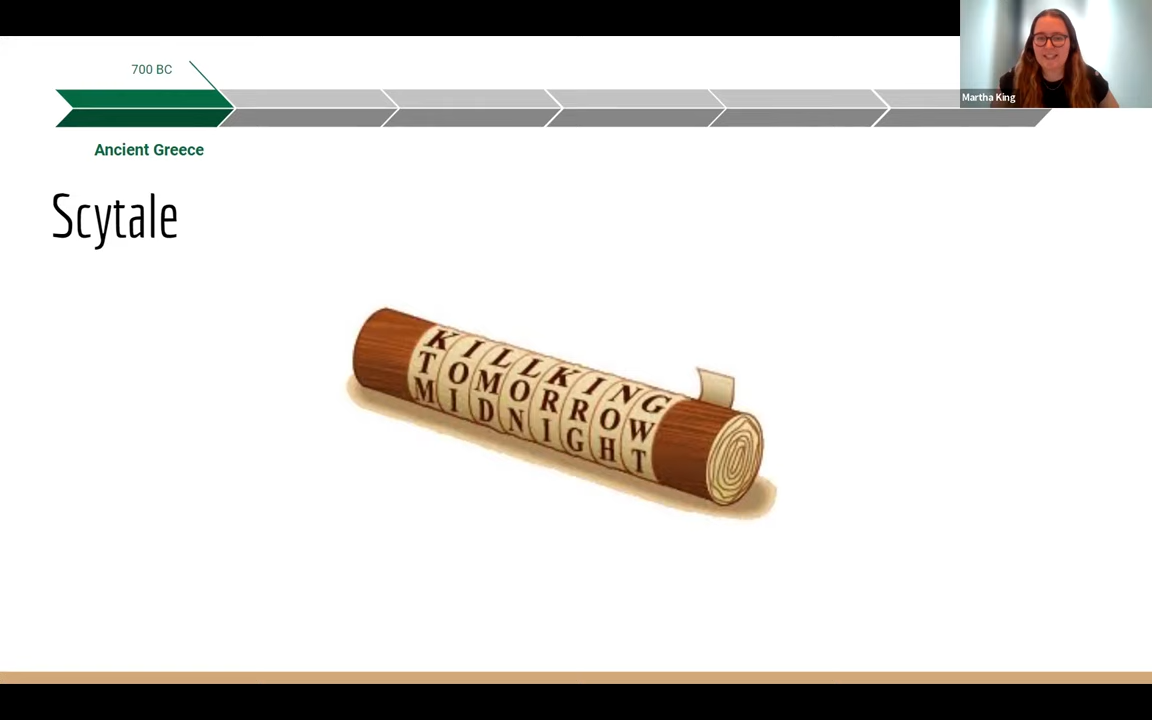 700 BC
Martha King
Ancient Greece
Scytale
KILLKING
TOMORROW
MIDNIGHT